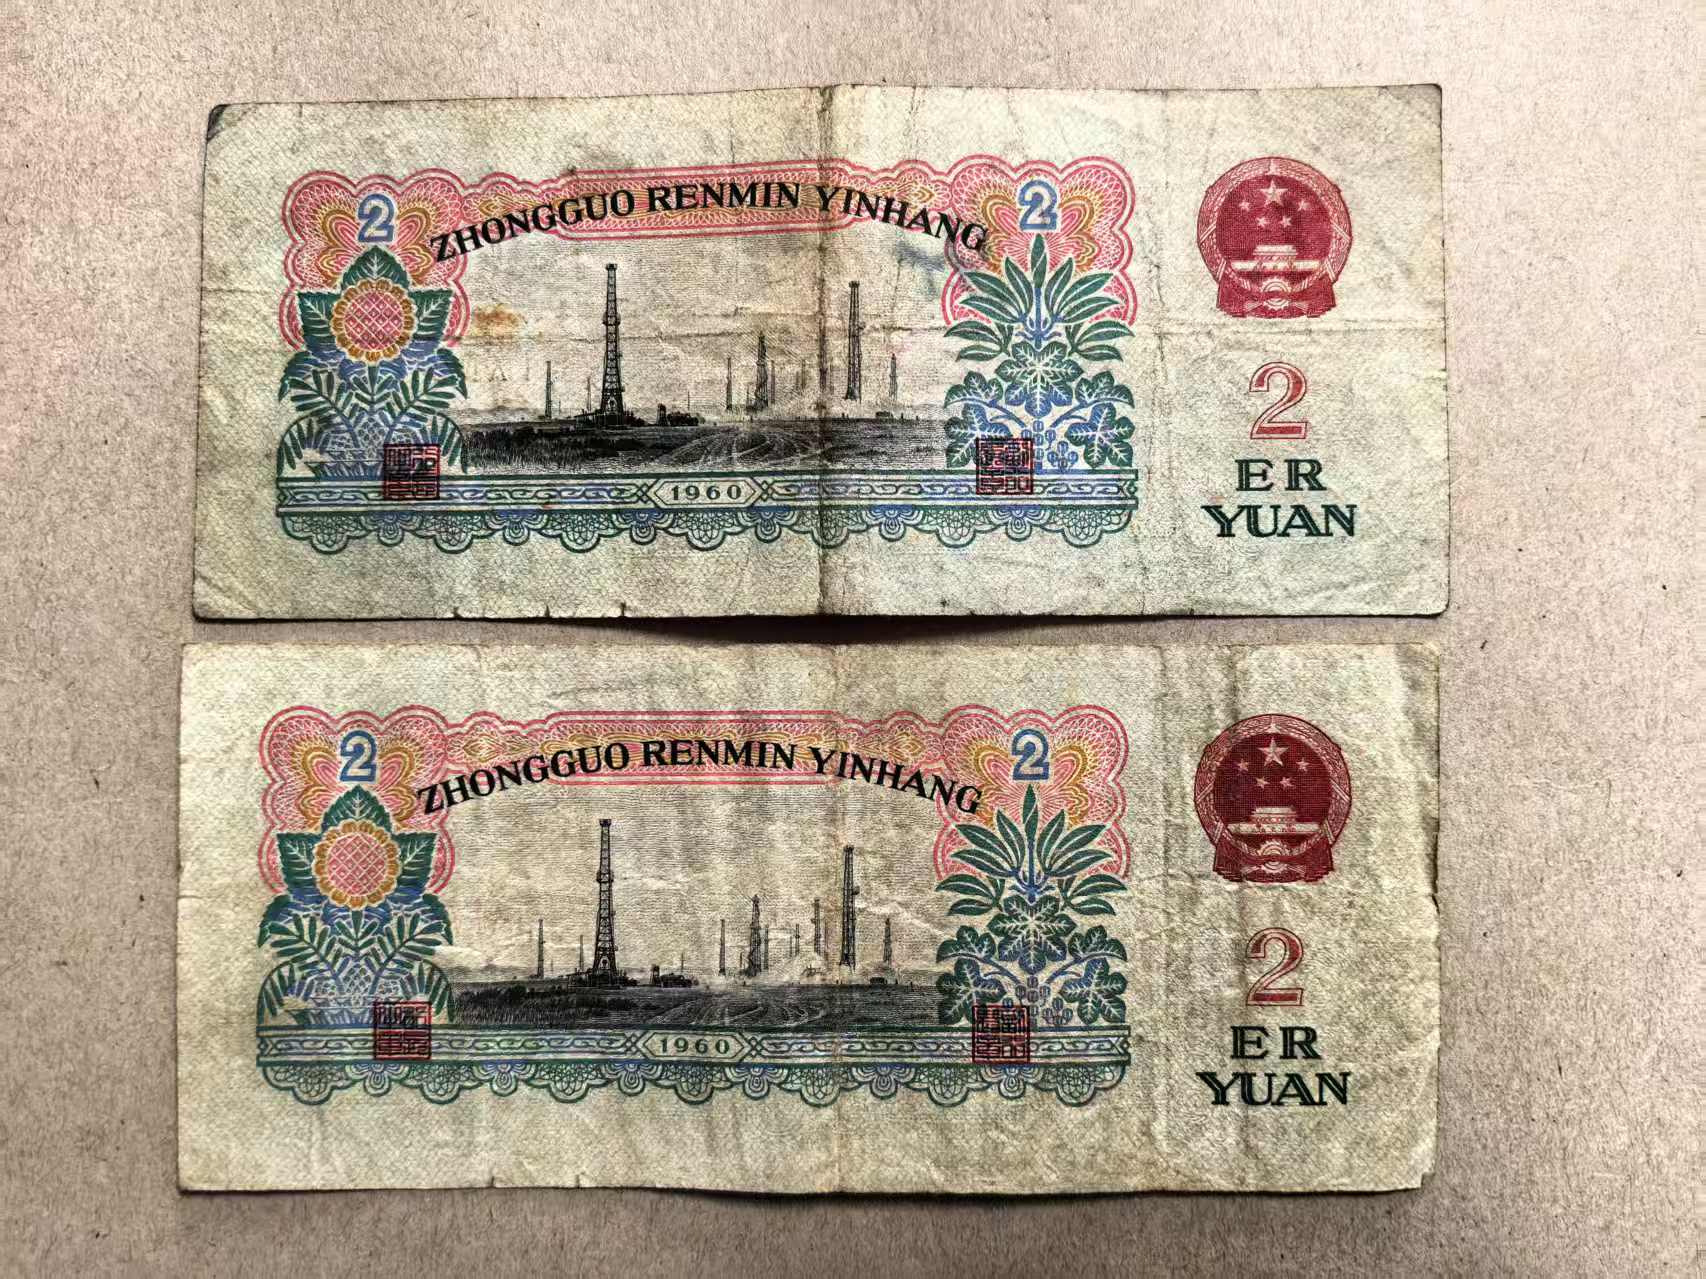 2 2
ZHONGGUO RENMIN YINHANG
2
ER
YUAN
1960
2 2
ZHONGGUO RENMIN YINHANG
2
ER
YUAN
1960